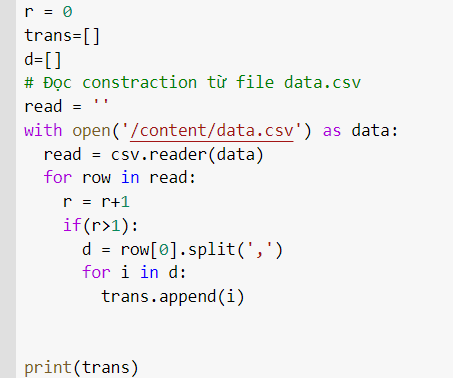 r = 0
trans=[]
d=[]
# Đọc constraction từ file data.csv
read = ''
with open('/content/data.csv') as data:
  read = csv.reader(data)
  for row in read:
    r = r+1
    if(r>1):
      d = row[0].split(',')
      for i in d:
        trans.append(i)
print(trans)